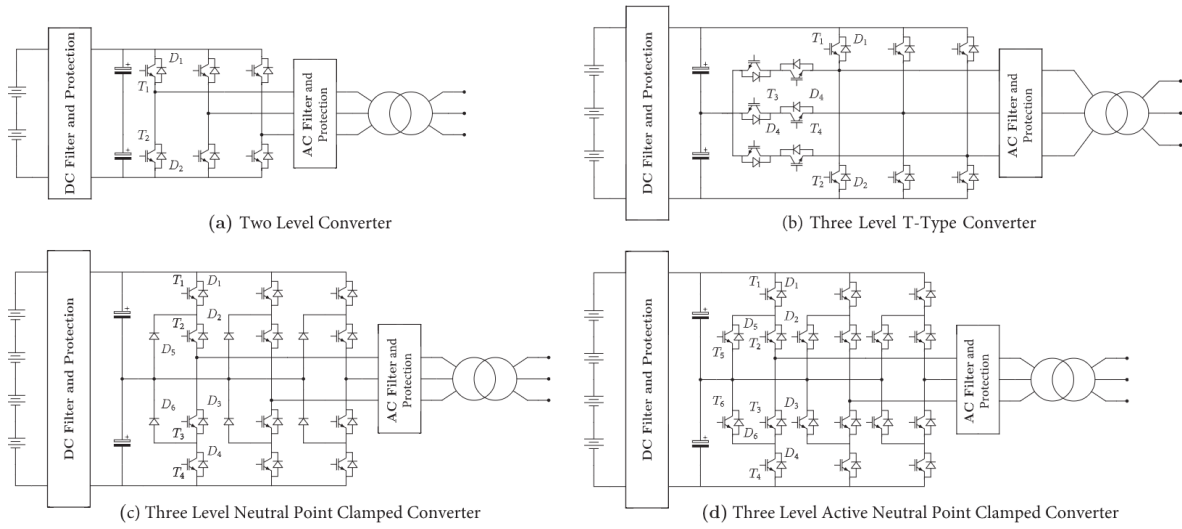 DC Filter and Protection
D1
T1
T2
D2
AC Filter and
Protection
(a) Two Level Converter
DC Filter and Protection
T1
D1
T3
D4
D4
T4
T2
D2
AC Filter and
Protection
(b) Three Level T-Type Converter
DC Filter and Protection
T1
D1
T2
D2
D5
D6
D3
T3
D4
T4
AC Filter and
Protection
(c) Three Level Neutral Point Clamped Converter
DC Filter and Protection
T1
D1
D5
D2
T5
T2
T6
T3
D3
D6
D4
T4
AC Filter and
Protection
(d) Three Level Active Neutral Point Clamped Converter